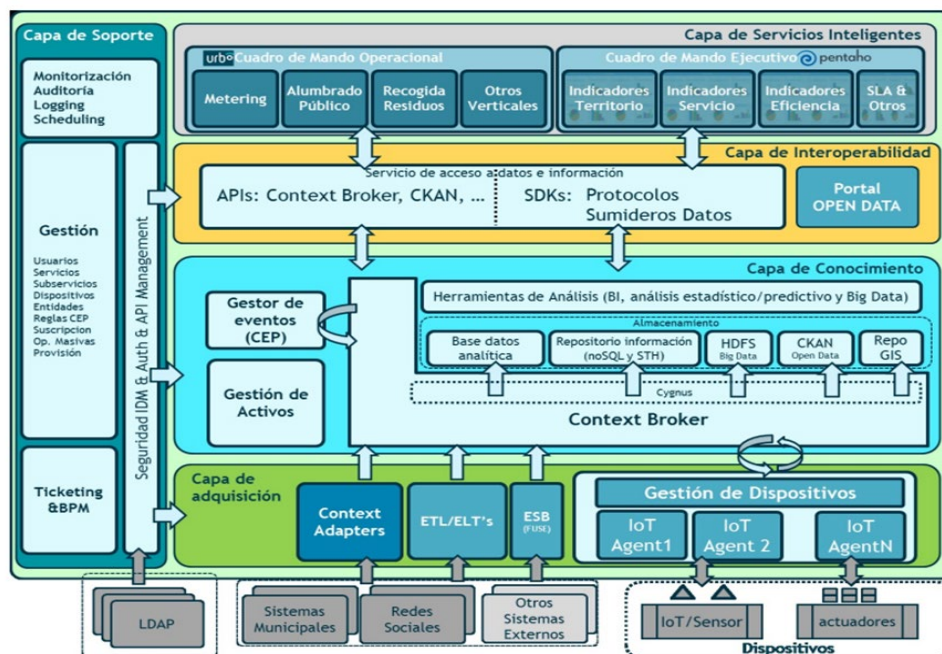 Capa de Soporte
Monitorización
Auditoría
Logging
Scheduling
Gestión
Usuarios
Servicios
Subservicios
Dispositivos
Entidades
Reglas CEP
Suscripcion
Op. Masivas
Provisión
Ticketing
&BPM
Seguridad IDM & Auth & API Management
Capa de Servicios Inteligentes
urbo Cuadro de Mando Operacional
Metering
Alumbrado
Público
Recogida
Residuos
Otros
Verticales
Cuadro de Mando Ejecutivo pentaho
Indicadores
Territorio
Indicadores
Servicio
Indicadores
Eficiencia
SLA &
Otros
Capa de Interoperabilidad
Servicio de acceso a datos e información
APIs: Context Broker, CKAN, ...
SDKs: Protocolos
Sumideros Datos
Portal
OPEN DATA
Capa de Conocimiento
Gestor de
eventos
(CEP)
Gestión de
Activos
Herramientas de Análisis (BI, análisis estadístico/predictivo y Big Data)
Almacenamiento
Base datos
analítica
Repositorio información
(noSQL y STH)
HDFS
Big Data
CKAN
Open Data
Repo
GIS
Cygnus
Context Broker
Capa de
adquisición
Context
Adapters
ETL/ELT's
ESB
(FUSE)
Gestión de Dispositivos
IoT
Agent1
IoT
Agent 2
IoT
AgentN
LDAP
Sistemas
Municipales
Redes
Sociales
Otros
Sistemas
Externos
IoT/Sensor
actuadores
Dispositivos